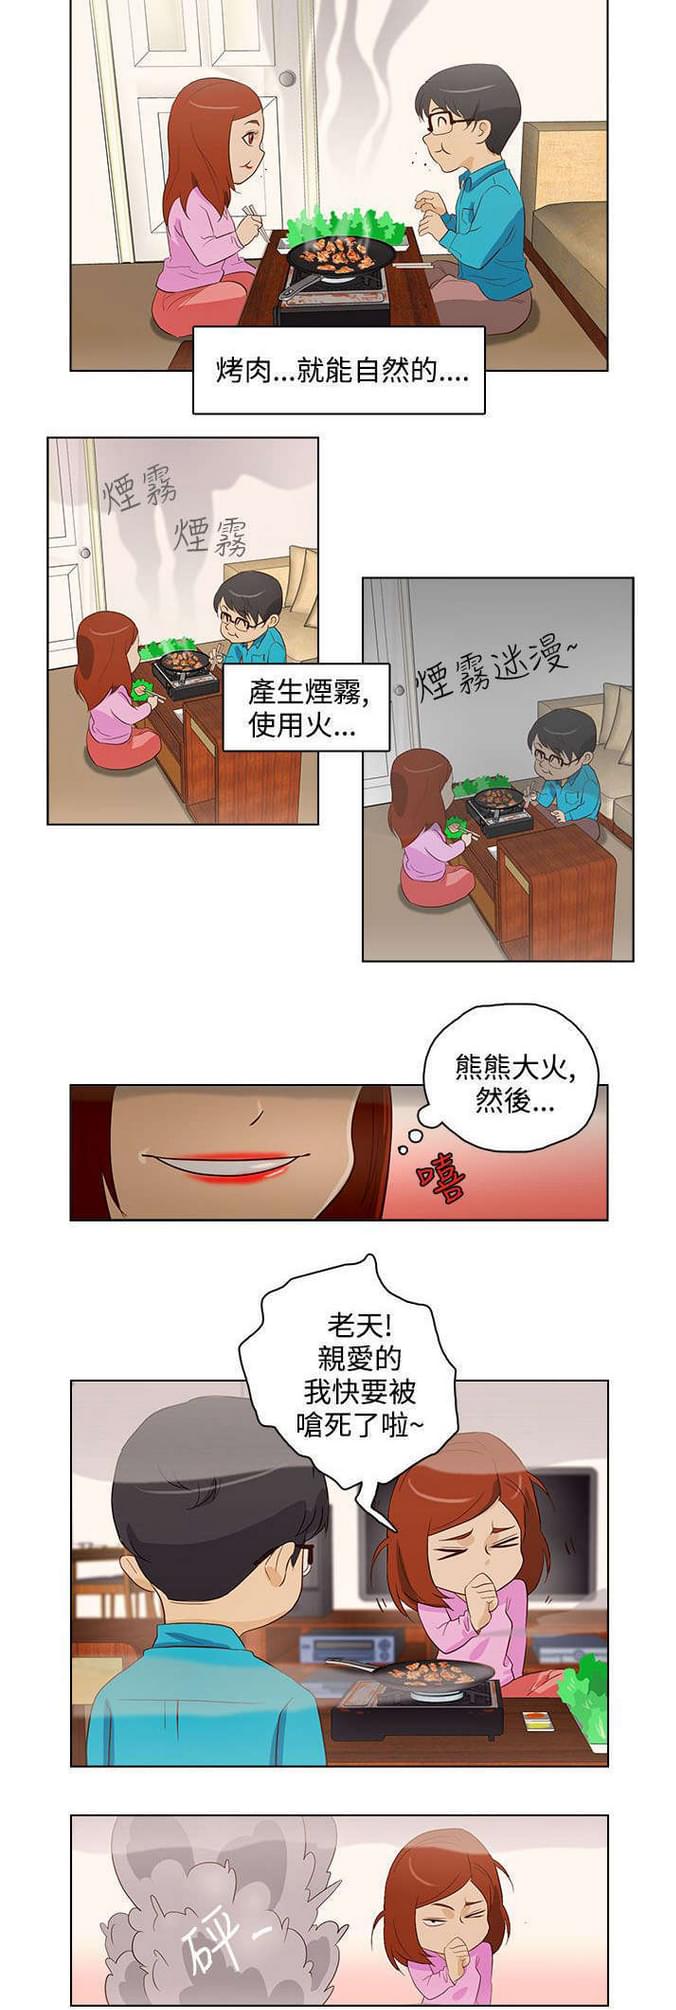 烤肉...就能自然的....
煙霧
煙霧
產生煙霧,
使用火...
煙霧迷漫~
熊熊大火,
然後...
嘻
老天!
親愛的
我快要被
嗆死了啦~
砰-